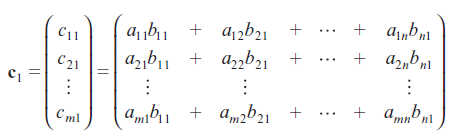 c₁₁ a₁₁b₁₁ + a₁₂b₂₁ + ⋯ + a₁ₙbₙ₁
c₁ = c₂₁ = a₂₁b₁₁ + a₂₂b₂₁ + ⋯ + a₂ₙbₙ₁
⋮ ⋮ ⋮ ⋮
cₘ₁ aₘ₁b₁₁ + aₘ₂b₂₁ + ⋯ + aₘₙbₙ₁